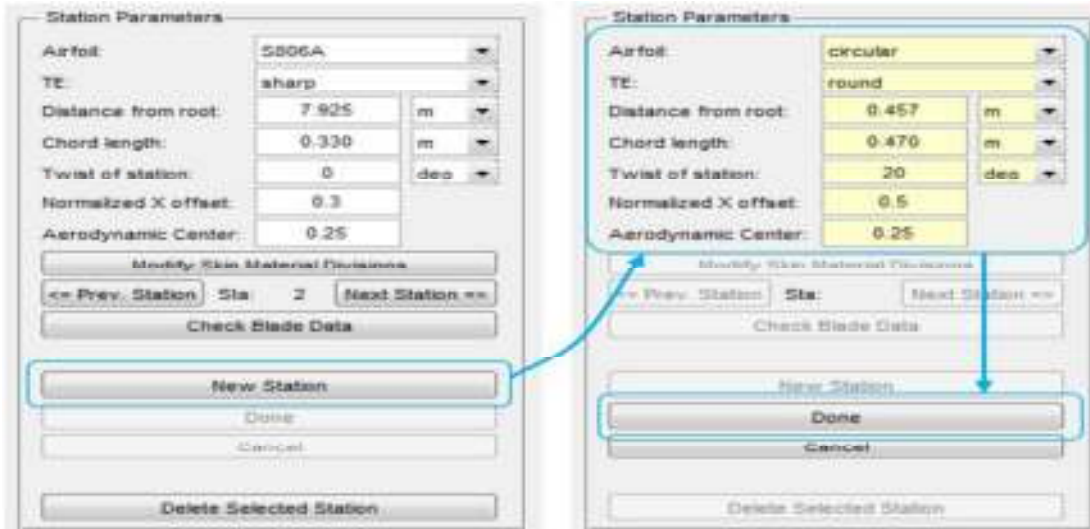 Station Parameters
Airfoil: S806A
TE: sharp
Distance from root: 7.925 m
Chord length: 0.330 m
Twist of station: 0 deg
Normalized X offset: 0.3
Aerodynamic Center: 0.25
Modify Skin Material Divisions
<= Prev. Station Sta: 2 Next Station =>
Check Blade Data
New Station
Done
Cancel
Delete Selected Station
Station Parameters
Airfoil: circular
TE: round
Distance from root: 0.457 m
Chord length: 0.470 m
Twist of station: 20 deg
Normalized X offset: 0.5
Aerodynamic Center: 0.25
Modify Skin Material Divisions
<= Prev. Station Sta: Next Station =>
Check Blade Data
New Station
Done
Cancel
Delete Selected Station